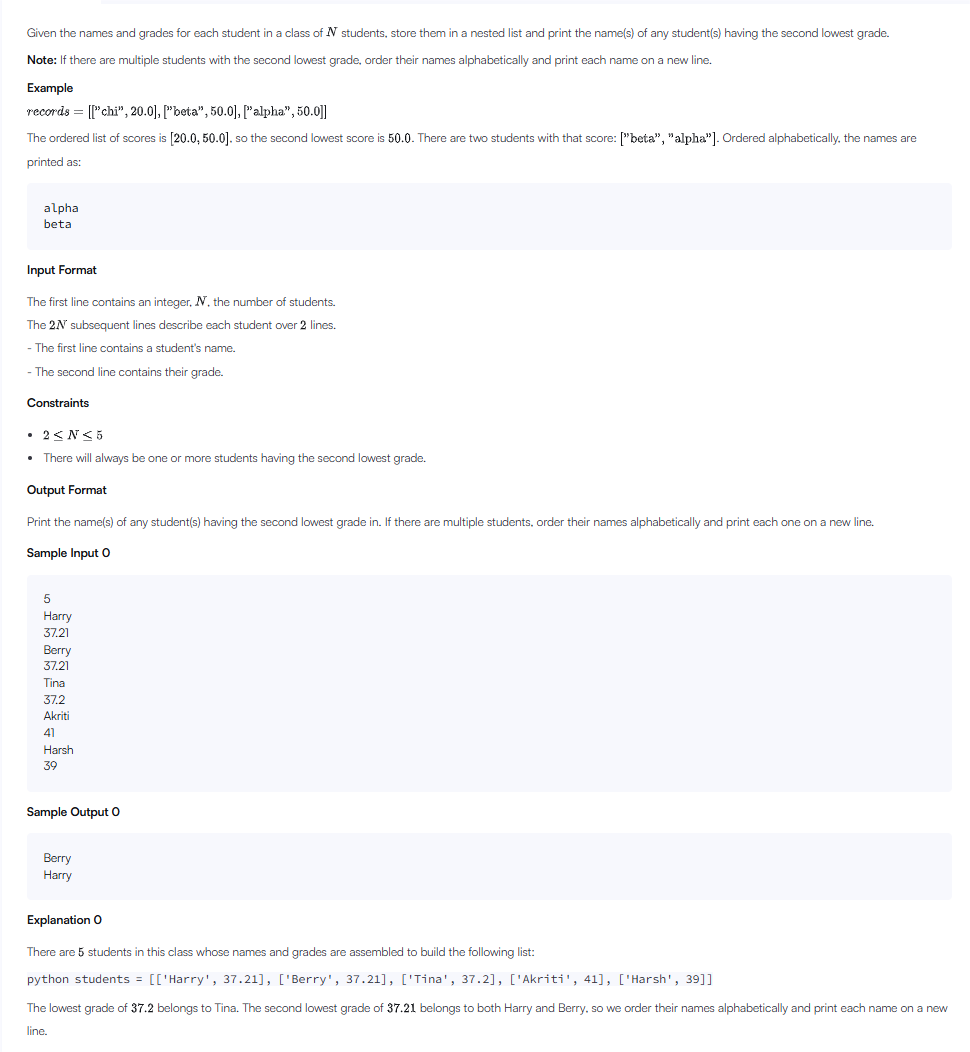 Given the names and grades for each student in a class of N students, store them in a nested list and print the name(s) of any student(s) having the second lowest grade.
Note: If there are multiple students with the second lowest grade, order their names alphabetically and print each name on a new line.
Example
records = [["chi", 20.0], ["beta", 50.0], ["alpha", 50.0]]
The ordered list of scores is [20.0, 50.0], so the second lowest score is 50.0. There are two students with that score: ["beta", "alpha"]. Ordered alphabetically, the names are
printed as:
alpha
beta
Input Format
The first line contains an integer, N, the number of students.
The 2N subsequent lines describe each student over 2 lines.
- The first line contains a student's name.
- The second line contains their grade.
Constraints
• 2 ≤ N ≤ 5
• There will always be one or more students having the second lowest grade.
Output Format
Print the name(s) of any student(s) having the second lowest grade in. If there are multiple students, order their names alphabetically and print each one on a new line.
Sample Input 0
5
Harry
37.21
Berry
37.21
Tina
37.2
Akriti
41
Harsh
39
Sample Output 0
Berry
Harry
Explanation 0
There are 5 students in this class whose names and grades are assembled to build the following list:
python students = [['Harry', 37.21], ['Berry', 37.21], ['Tina', 37.2], ['Akriti', 41], ['Harsh', 39]]
The lowest grade of 37.2 belongs to Tina. The second lowest grade of 37.21 belongs to both Harry and Berry, so we order their names alphabetically and print each name on a new
line.